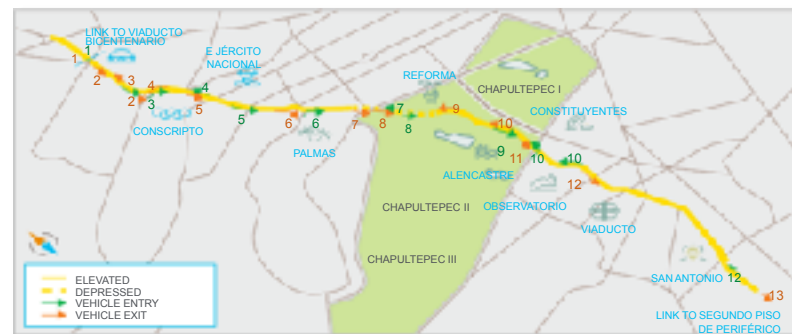 LINK TO VIADUCTO
BICENTENARIO
1
1
2
3
2
4
3
4
5
CONSCRIPTO
E JÉRCITO
NACIONAL
5
6
6
PALMAS
7
8
7
8
REFORMA
9
CHAPULTEPEC I
CONSTITUYENTES
10
9
11
10
10
ALENCASTRE
OBSERVATORIO
12
VIADUCTO
CHAPULTEPEC II
CHAPULTEPEC III
SAN ANTONIO
12
13
LINK TO SEGUNDO PISO
DE PERIFÉRICO
ELEVATED
DEPRESSED
VEHICLE ENTRY
VEHICLE EXIT